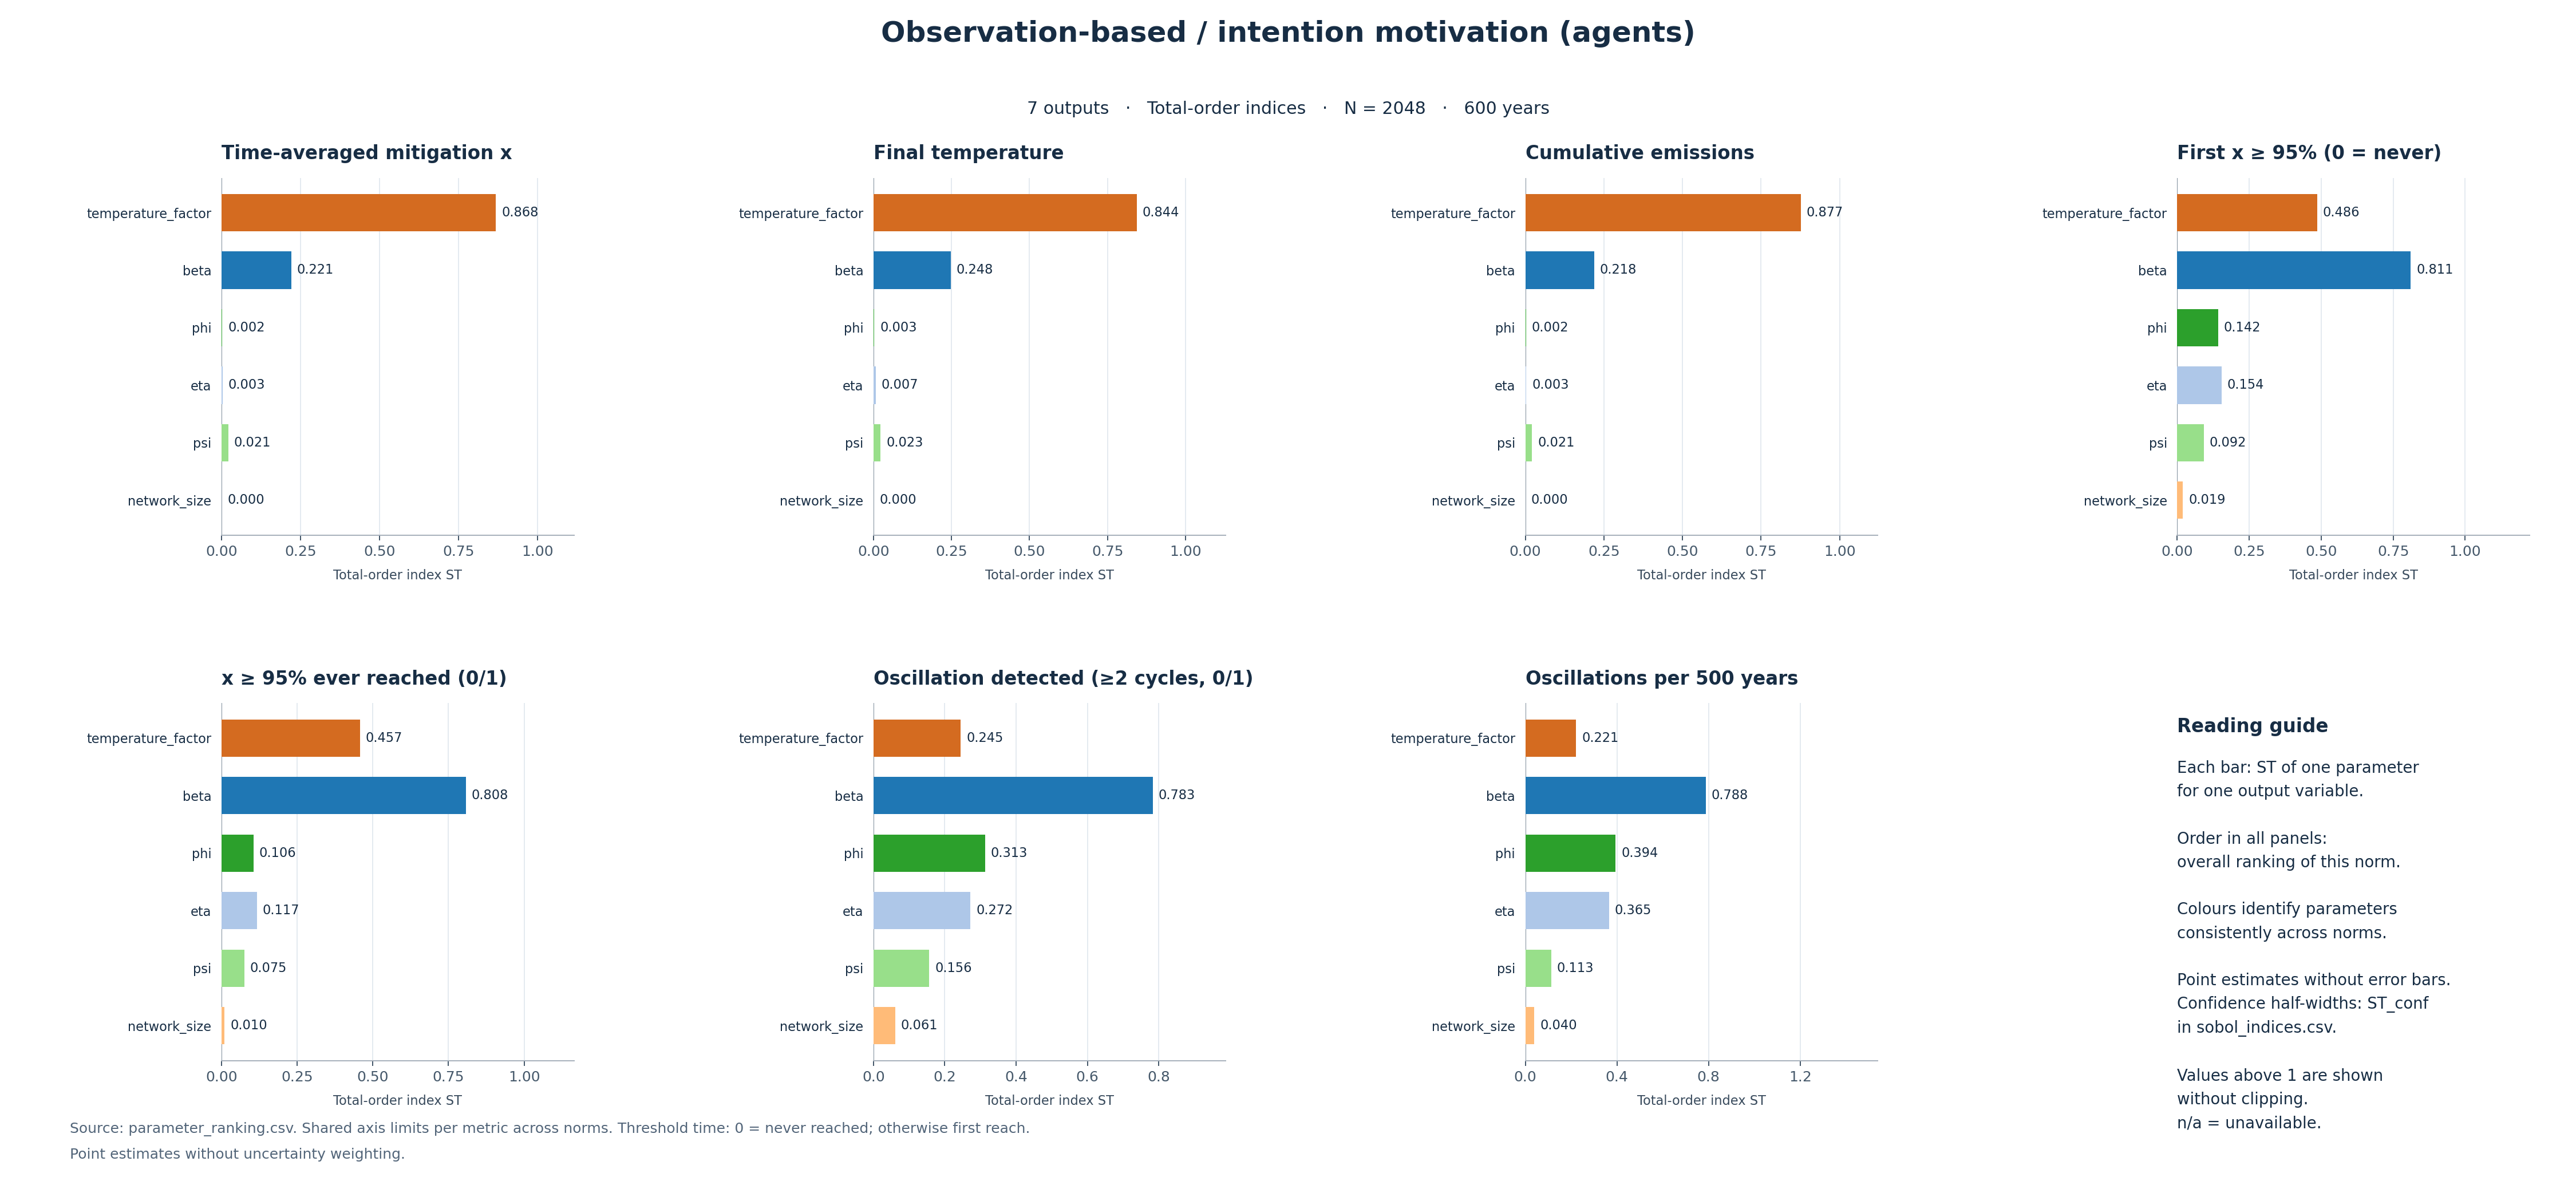 Observation-based / intention motivation (agents)
7 outputs · Total-order indices · N = 2048 · 600 years
Time-averaged mitigation x
temperature_factor
0.868
beta
0.221
phi
0.002
eta
0.003
psi
0.021
network_size
0.000
0.00 0.25 0.50 0.75 1.00
Total-order index ST
Final temperature
temperature_factor
0.844
beta
0.248
phi
0.003
eta
0.007
psi
0.023
network_size
0.000
0.00 0.25 0.50 0.75 1.00
Total-order index ST
Cumulative emissions
temperature_factor
0.877
beta
0.218
phi
0.002
eta
0.003
psi
0.021
network_size
0.000
0.00 0.25 0.50 0.75 1.00
Total-order index ST
First x ≥ 95% (0 = never)
temperature_factor
0.486
beta
0.811
phi
0.142
eta
0.154
psi
0.092
network_size
0.019
0.00 0.25 0.50 0.75 1.00
Total-order index ST
x ≥ 95% ever reached (0/1)
temperature_factor
0.457
beta
0.808
phi
0.106
eta
0.117
psi
0.075
network_size
0.010
0.00 0.25 0.50 0.75 1.00
Total-order index ST
Oscillation detected (≥2 cycles, 0/1)
temperature_factor
0.245
beta
0.783
phi
0.313
eta
0.272
psi
0.156
network_size
0.061
0.0 0.2 0.4 0.6 0.8
Total-order index ST
Oscillations per 500 years
temperature_factor
0.221
beta
0.788
phi
0.394
eta
0.365
psi
0.113
network_size
0.040
0.0 0.4 0.8 1.2
Total-order index ST
Reading guide
Each bar: ST of one parameter
for one output variable.
Order in all panels:
overall ranking of this norm.
Colours identify parameters
consistently across norms.
Point estimates without error bars.
Confidence half-widths: ST_conf
in sobol_indices.csv.
Values above 1 are shown
without clipping.
n/a = unavailable.
Source: parameter_ranking.csv. Shared axis limits per metric across norms. Threshold time: 0 = never reached; otherwise first reach.
Point estimates without uncertainty weighting.